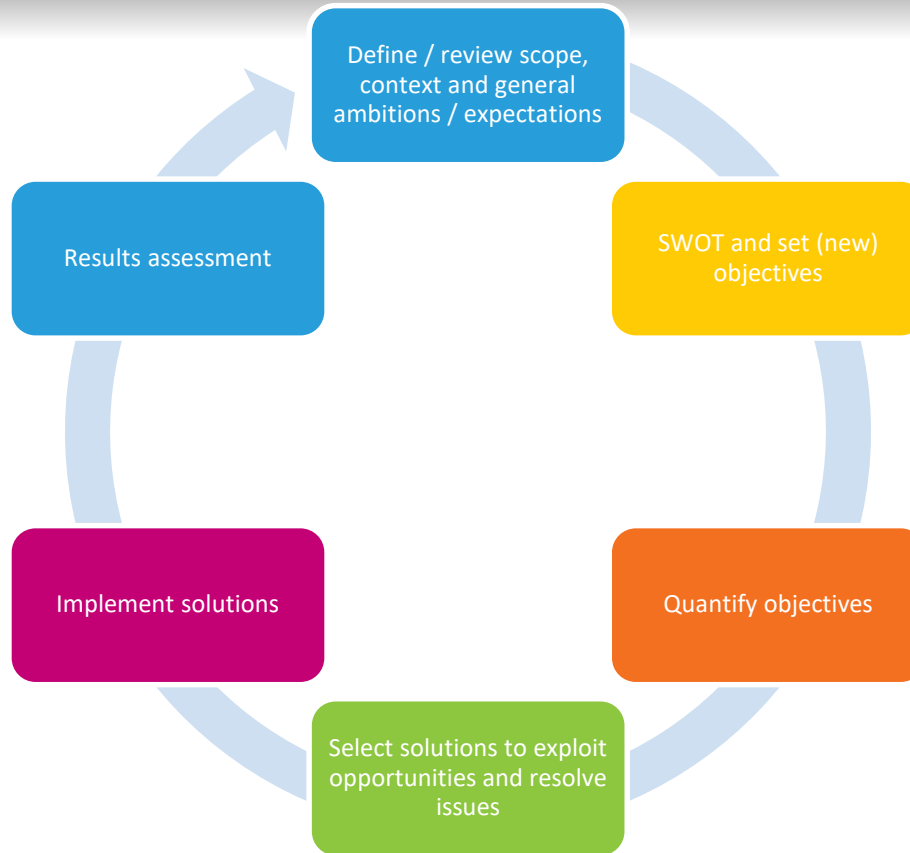 Define / review scope,
context and general
ambitions / expectations
SWOT and set (new)
objectives
Quantify objectives
Select solutions to exploit
opportunities and resolve
issues
Implement solutions
Results assessment